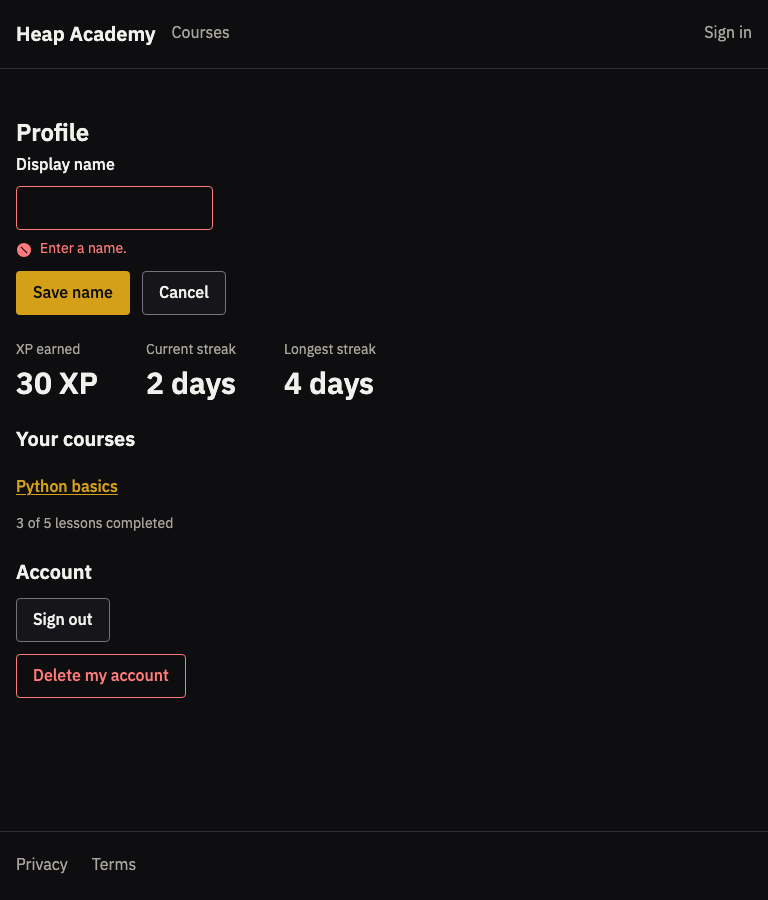 Heap Academy Courses Sign in
Profile
Display name
Enter a name.
Save name Cancel
XP earned Current streak Longest streak
30 XP 2 days 4 days
Your courses
Python basics
3 of 5 lessons completed
Account
Sign out
Delete my account
Privacy Terms